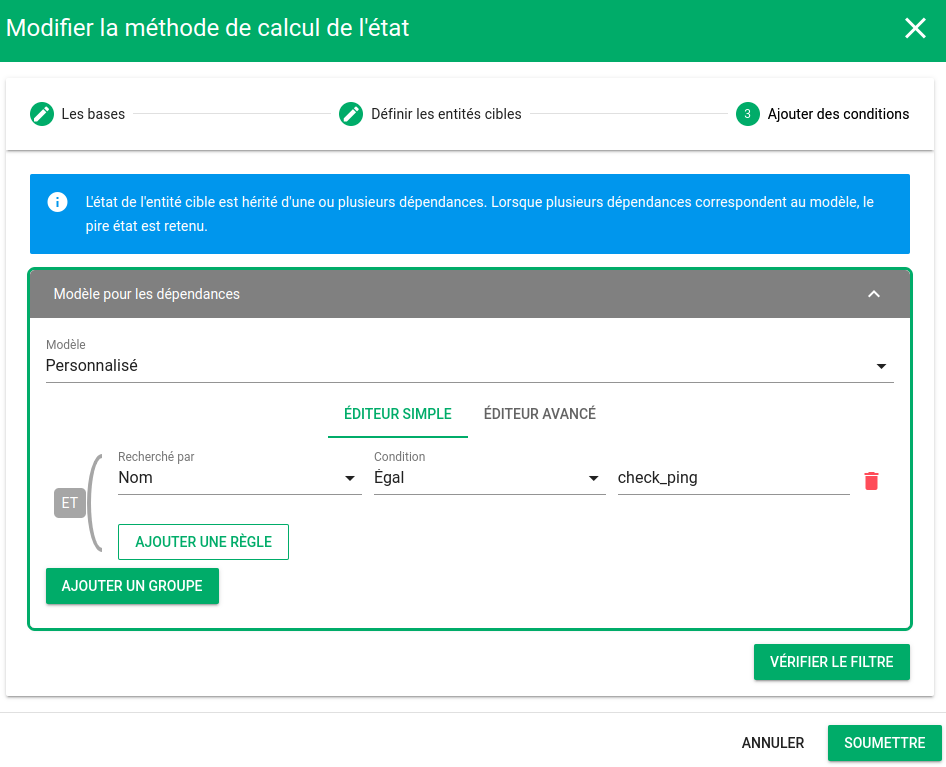 Modifier la méthode de calcul de l'état
Les bases
Définir les entités cibles
3
Ajouter des conditions
L'état de l'entité cible est hérité d'une ou plusieurs dépendances. Lorsque plusieurs dépendances correspondent au modèle, le
pire état est retenu.
Modèle pour les dépendances
Modèle
Personnalisé
ÉDITEUR SIMPLE
ÉDITEUR AVANCÉ
Recherché par
Condition
Nom
Égal
check_ping
ET
AJOUTER UNE RÈGLE
AJOUTER UN GROUPE
VÉRIFIER LE FILTRE
ANNULER
SOUMETTRE